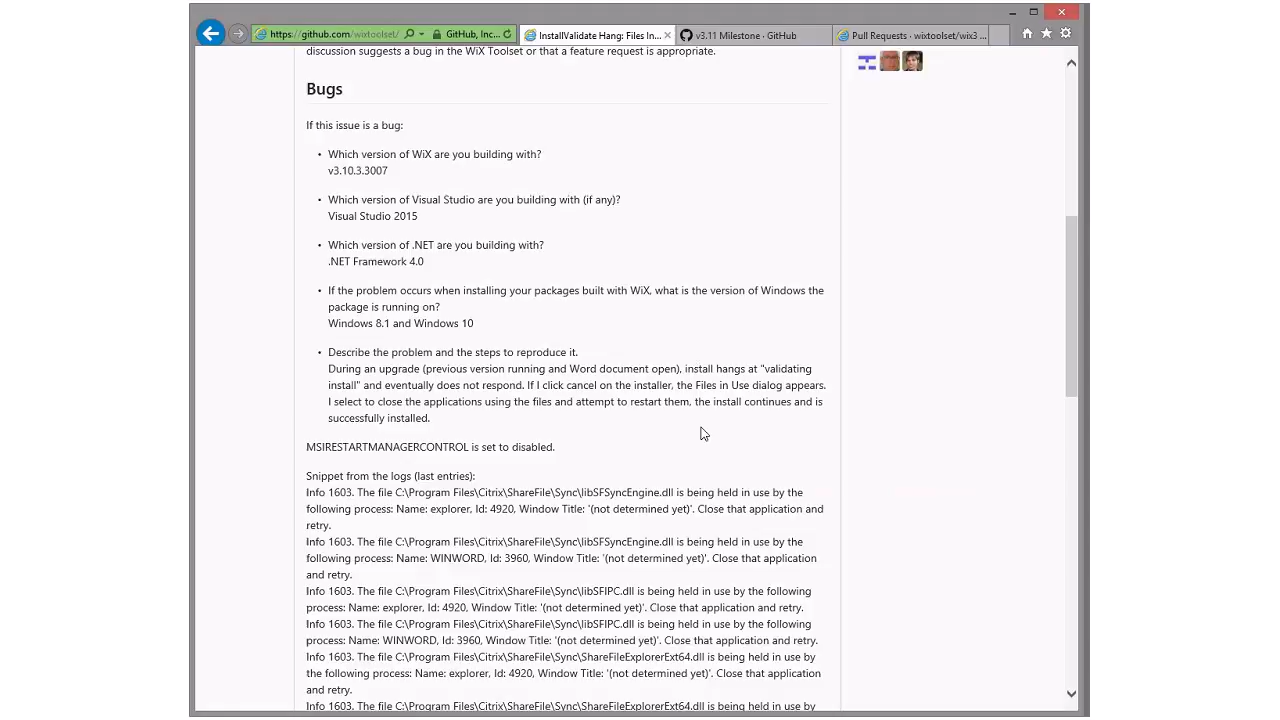 https://github.com/wixtoolset/
GitHub, Inc...
InstallValidate Hang: Files In...
v3.11 Milestone · GitHub
Pull Requests · wixtoolset/wix3 ...
discussion suggests a bug in the WiX Toolset or that a feature request is appropriate.
Bugs
If this issue is a bug:
• Which version of WiX are you building with?
v3.10.3.3007
• Which version of Visual Studio are you building with (if any)?
Visual Studio 2015
• Which version of .NET are you building with?
.NET Framework 4.0
• If the problem occurs when installing your packages built with WiX, what is the version of Windows the
package is running on?
Windows 8.1 and Windows 10
• Describe the problem and the steps to reproduce it.
During an upgrade (previous version running and Word document open), install hangs at "validating
install" and eventually does not respond. If I click cancel on the installer, the Files in Use dialog appears.
I select to close the applications using the files and attempt to restart them, the install continues and is
successfully installed.
MSIRESTARTMANAGERCONTROL is set to disabled.
Snippet from the logs (last entries):
Info 1603. The file C:\Program Files\Citrix\ShareFile\Sync\libSFSyncEngine.dll is being held in use by the
following process: Name: explorer, Id: 4920, Window Title: '(not determined yet)'. Close that application and
retry.
Info 1603. The file C:\Program Files\Citrix\ShareFile\Sync\libSFSyncEngine.dll is being held in use by the
following process: Name: WINWORD, Id: 3960, Window Title: '(not determined yet)'. Close that application
and retry.
Info 1603. The file C:\Program Files\Citrix\ShareFile\Sync\libSFIPC.dll is being held in use by the following
process: Name: explorer, Id: 4920, Window Title: '(not determined yet)'. Close that application and retry.
Info 1603. The file C:\Program Files\Citrix\ShareFile\Sync\libSFIPC.dll is being held in use by the following
process: Name: WINWORD, Id: 3960, Window Title: '(not determined yet)'. Close that application and retry.
Info 1603. The file C:\Program Files\Citrix\ShareFile\Sync\ShareFileExplorerExt64.dll is being held in use by
the following process: Name: explorer, Id: 4920, Window Title: '(not determined yet)'. Close that application
and retry.
Info 1603. The file C:\Program Files\Citrix\ShareFile\Sync\ShareFileExplorerExt64.dll is being held in use by